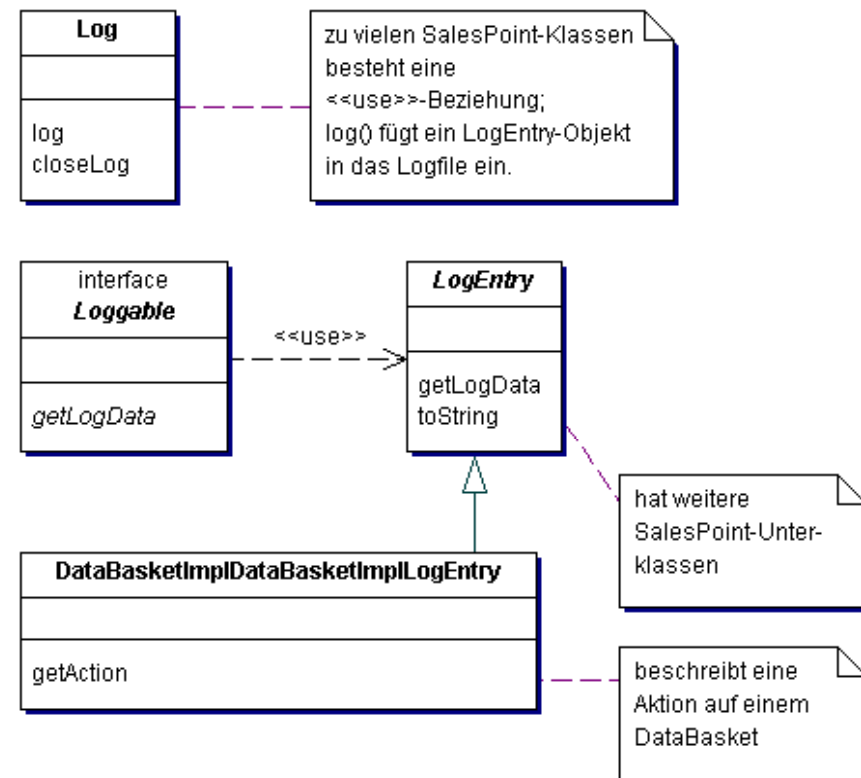 Log
log
closeLog
zu vielen SalesPoint-Klassen
besteht eine
<<use>>-Beziehung;
log() fügt ein LogEntry-Objekt
in das Logfile ein.
interface
Loggable
getLogData
<<use>>
LogEntry
getLogData
toString
hat weitere
SalesPoint-Unter-
klassen
DataBasketImplDataBasketImplLogEntry
getAction
beschreibt eine
Aktion auf einem
DataBasket